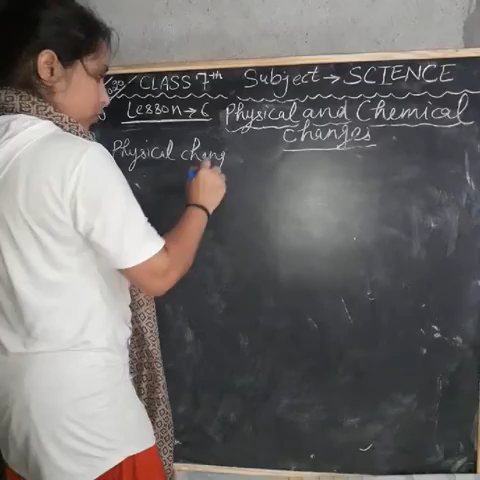 CLASS 7th Subject → SCIENCE
Lesson → 6 Physical and Chemical
Changes
Physical chang